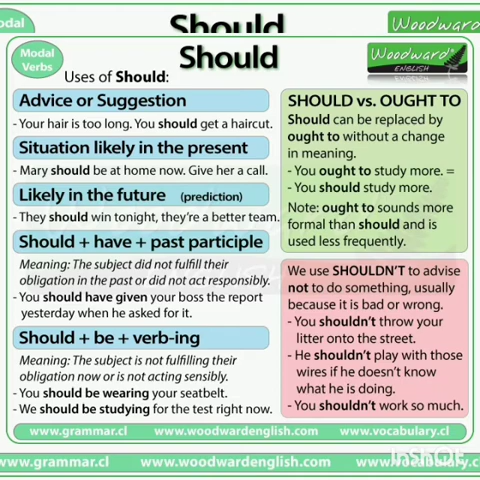 Should
Woodward
Modal
Verbs
Should
Woodward®
ENGLISH
Uses of Should:
Advice or Suggestion
- Your hair is too long. You should get a haircut.
Situation likely in the present
- Mary should be at home now. Give her a call.
Likely in the future (prediction)
- They should win tonight, they're a better team.
Should + have + past participle
Meaning: The subject did not fulfill their
obligation in the past or did not act responsibly.
- You should have given your boss the report
yesterday when he asked for it.
Should + be + verb-ing
Meaning: The subject is not fulfilling their
obligation now or is not acting sensibly.
- You should be wearing your seatbelt.
- We should be studying for the test right now.
SHOULD vs. OUGHT TO
Should can be replaced by
ought to without a change
in meaning.
- You ought to study more. =
- You should study more.
Note: ought to sounds more
formal than should and is
used less frequently.
We use SHOULDN'T to advise
not to do something, usually
because it is bad or wrong.
- You shouldn't throw your
litter onto the street.
- He shouldn't play with those
wires if he doesn't know
what he is doing.
- You shouldn't work so much.
www.grammar.cl www.woodwardenglish.com www.vocabulary.cl
www.grammar.cl www.woodwardenglish.com www.vocabulary.cl
InShOt